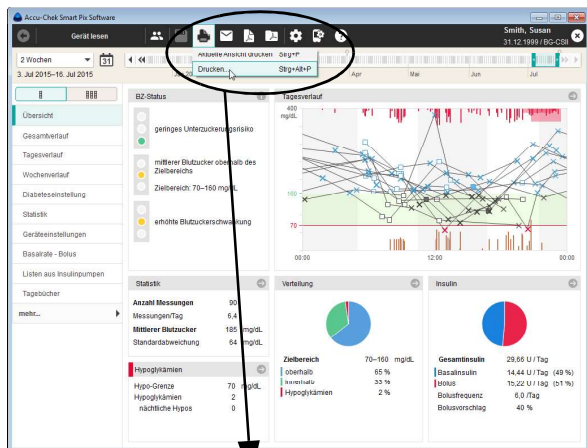 Accu-Chek Smart Pix Software
Gerät lesen
Smith, Susan
31.12.1999 / BG-CSII
Aktuelle Ansicht drucken Strg+P
Drucken... Strg+Alt+P
2 Wochen
31
3. Jul 2015–16. Jul 2015
Apr
Mai
Jun
Jul
Übersicht
Gesamtverlauf
Tagesverlauf
Wochenverlauf
Diabeteseinstellung
Statistik
Geräteeinstellungen
Basalrate - Bolus
Listen aus Insulinpumpen
Tagebücher
mehr...
BZ-Status
geringes Unterzuckerungsrisiko
mittlerer Blutzucker oberhalb des
Zielbereichs
Zielbereich: 70–160 mg/dL
erhöhte Blutzuckerschwankung
Tagesverlauf
400
mg/dL
160
70
00:00
12:00
00:00
Statistik
Anzahl Messungen 90
Messungen/Tag 6,4
Mittlerer Blutzucker 185 mg/dL
Standardabweichung 64 mg/dL
Hypoglykämien
Hypo-Grenze 70 mg/dL
Hypoglykämien 2
nächtliche Hypos 0
Verteilung
Zielbereich 70–160 mg/dL
oberhalb 65 %
innerhalb 33 %
Hypoglykämien 2 %
Insulin
Gesamtinsulin 29,66 U / Tag
Basalinsulin 14,44 U / Tag (49 %)
Bolus 15,22 U / Tag (51 %)
Bolusfrequenz 6,0 /Tag
Bolusvorschlag 40 %